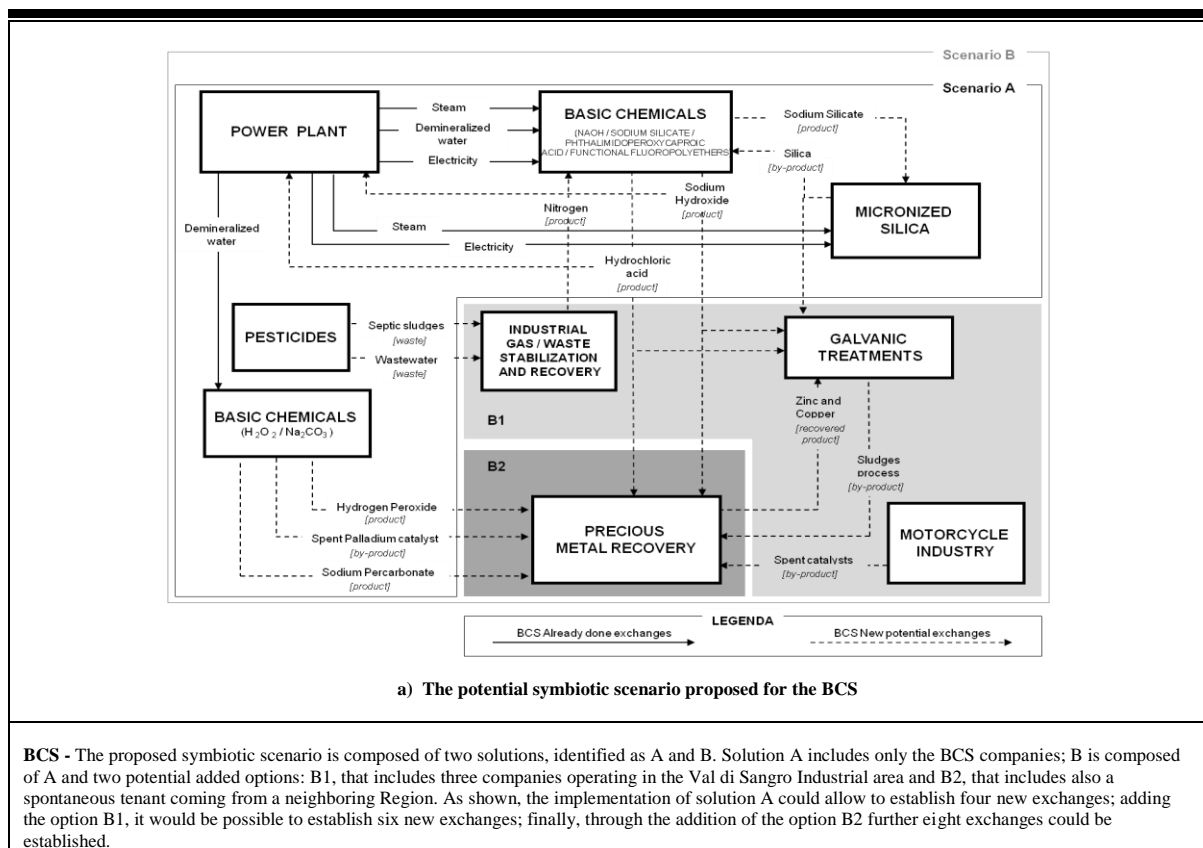 Scenario B
Scenario A
POWER PLANT
Steam
Demineralized
water
Electricity
BASIC CHEMICALS
(NAOH / SODIUM SILICATE /
PHTHALIMIDOPEROXYCAPROIC
ACID / FUNCTIONAL FLUOROPOLYETHERS)
Sodium Silicate
[product]
Silica
[by-product]
MICRONIZED
SILICA
Nitrogen
[product]
Sodium
Hydroxide
[product]
Demineralized
water
Steam
Electricity
Hydrochloric
acid
[product]
PESTICIDES
Septic sludges
[waste]
Wastewater
[waste]
INDUSTRIAL
GAS / WASTE
STABILIZATION
AND RECOVERY
GALVANIC
TREATMENTS
B1
BASIC CHEMICALS
(H2O2 / Na2CO3)
Zinc and
Copper
[recovered
product]
Sludges
process
[by-product]
B2
Hydrogen Peroxide
[product]
Spent Palladium catalyst
[by-product]
Sodium Percarbonate
[product]
PRECIOUS
METAL RECOVERY
Spent catalysts
[by-product]
MOTORCYCLE
INDUSTRY
LEGENDA
BCS Already done exchanges
BCS New potential exchanges
a) The potential symbiotic scenario proposed for the BCS
BCS - The proposed symbiotic scenario is composed of two solutions, identified as A and B. Solution A includes only the BCS companies; B is composed
of A and two potential added options: B1, that includes three companies operating in the Val di Sangro Industrial area and B2, that includes also a
spontaneous tenant coming from a neighboring Region. As shown, the implementation of solution A could allow to establish four new exchanges; adding
the option B1, it would be possible to establish six new exchanges; finally, through the addition of the option B2 further eight exchanges could be
established.